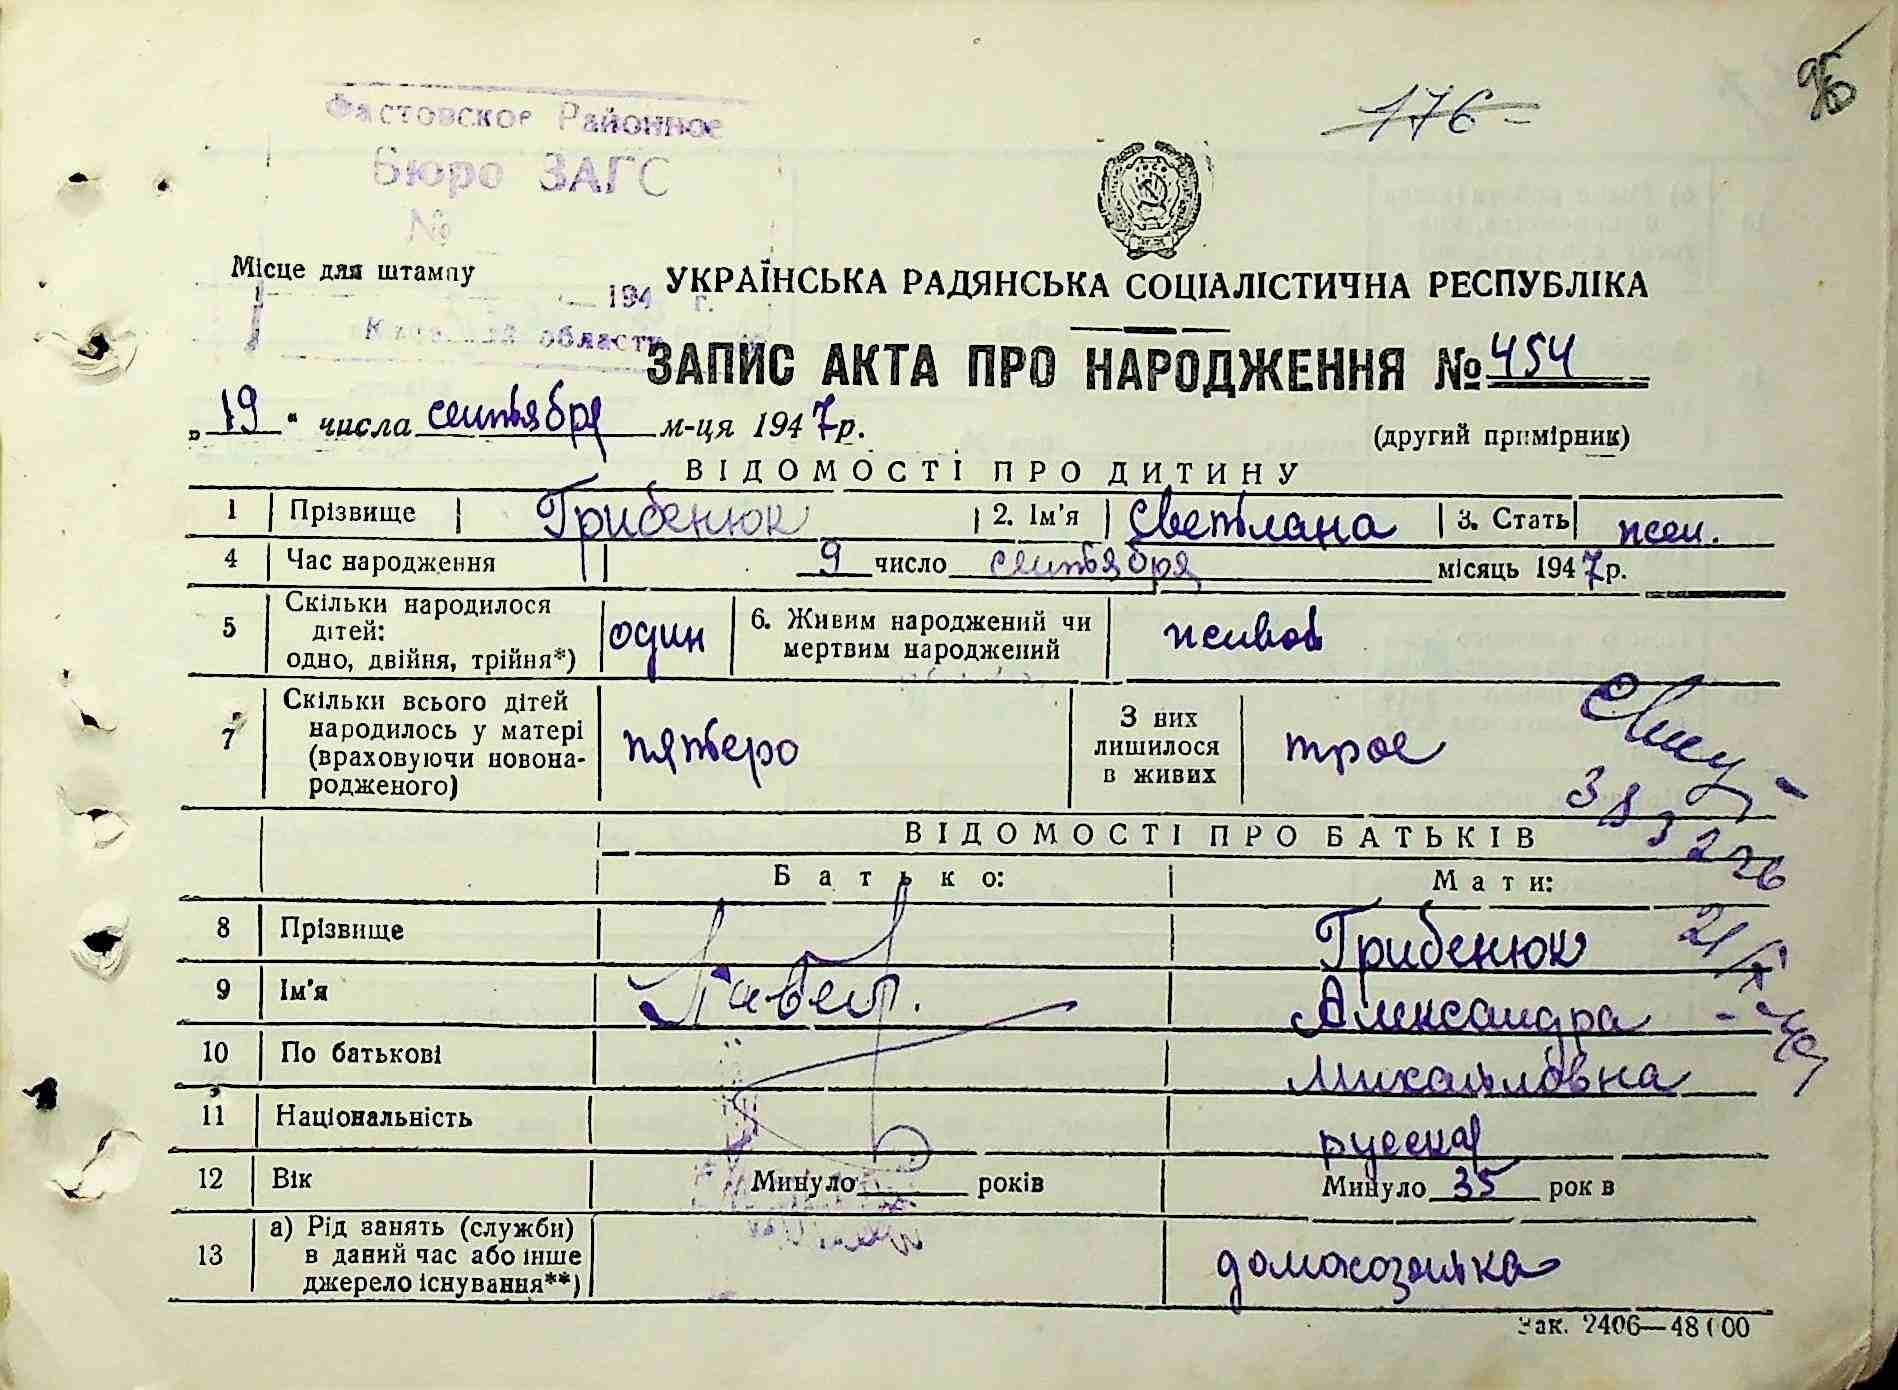 96
176
Фастовское Районное
Бюро ЗАГС
№
Місце для штампу
194 г.
области
УКРАЇНСЬКА РАДЯНСЬКА СОЦІАЛІСТИЧНА РЕСПУБЛІКА
ЗАПИС АКТА ПРО НАРОДЖЕННЯ № 454
„19“ числа сентября м-ця 1947р.
(другий примірник)
ВІДОМОСТІ ПРО ДИТИНУ
1 Прізвище Грибенюк 2. Ім'я Светлана 3. Стать жен.
4 Час народження 9 число сентября місяць 1947р.
5 Скільки народилося дітей: одно, двійня, трійня*) один 6. Живим народжений чи мертвим народжений живой
7 Скільки всього дітей народилось у матері (враховуючи новонародженого) пятеро З них лишилося в живих трое
383226
ВІДОМОСТІ ПРО БАТЬКІВ
Батько: Мати:
8 Прізвище Грибенюк
9 Ім'я Александра
10 По батькові Михайловна
11 Національність русская
12 Вік Минуло років Минуло 35 рок в
13 а) Рід занять (служби) в даний час або інше джерело існування**) домохозяйка
Зак. 2406—48000